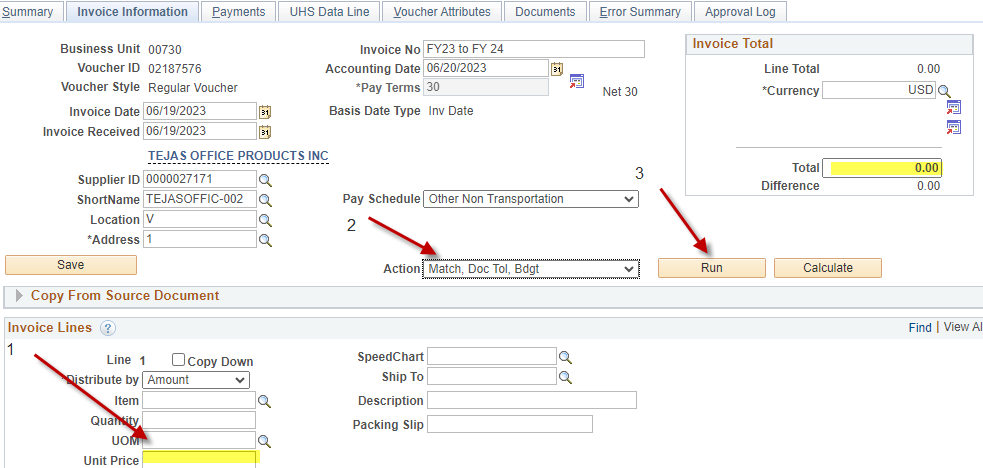 Summary Invoice Information Payments UHS Data Line Voucher Attributes Documents Error Summary Approval Log
Business Unit 00730
Voucher ID 02187576
Voucher Style Regular Voucher
Invoice Date 06/19/2023 31
Invoice Received 06/19/2023 31
TEJAS OFFICE PRODUCTS INC
Supplier ID 0000027171
ShortName TEJASOFFIC-002
Location V
*Address 1
Invoice No FY23 to FY 24
Accounting Date 06/20/2023 31
*Pay Terms 30 Net 30
Basis Date Type Inv Date
Pay Schedule Other Non Transportation
2
3
Action Match, Doc Tol, Bdgt
Invoice Total
Line Total 0.00
*Currency USD
Total 0.00
Difference 0.00
Save Run Calculate
Copy From Source Document
Invoice Lines ? Find | View Al
1
Line 1 Copy Down
*Distribute by Amount
Item
Quantity
UOM
Unit Price
SpeedChart
Ship To
Description
Packing Slip